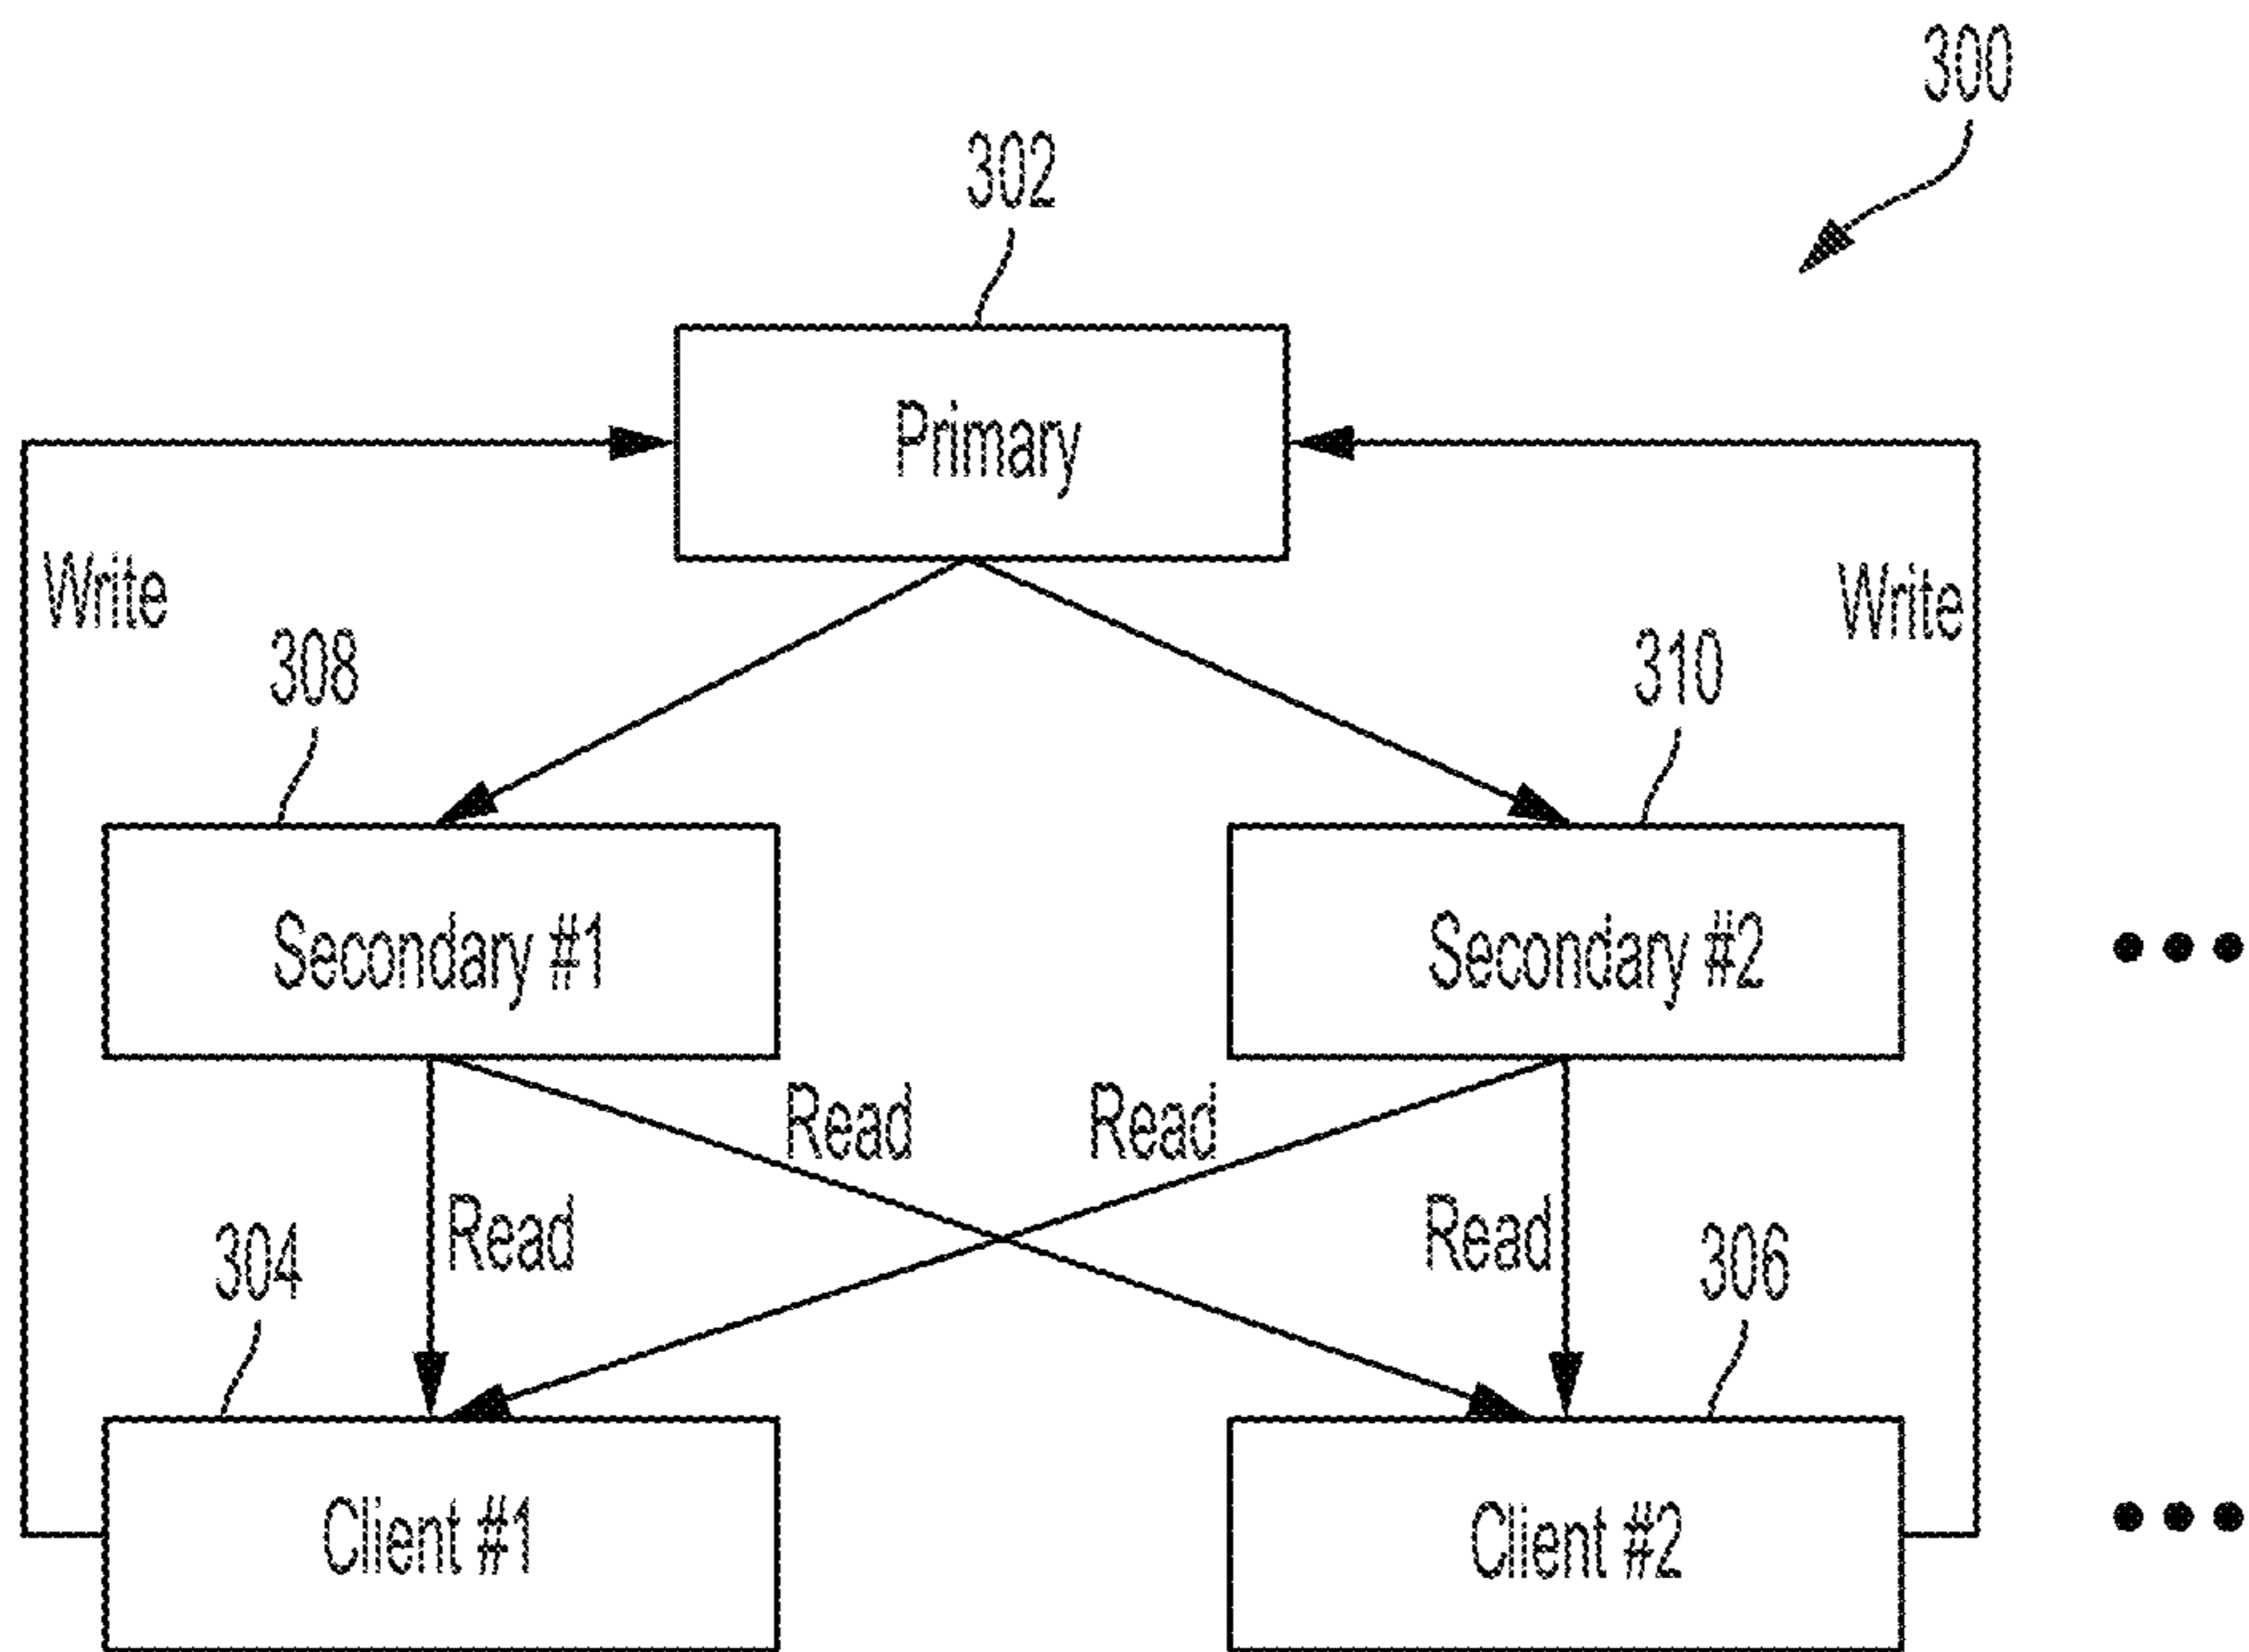 300
302
Primary
Write
Write
308
310
Secondary #1
Secondary #2
Read
Read
Read
Read
304
306
Client #1
Client #2